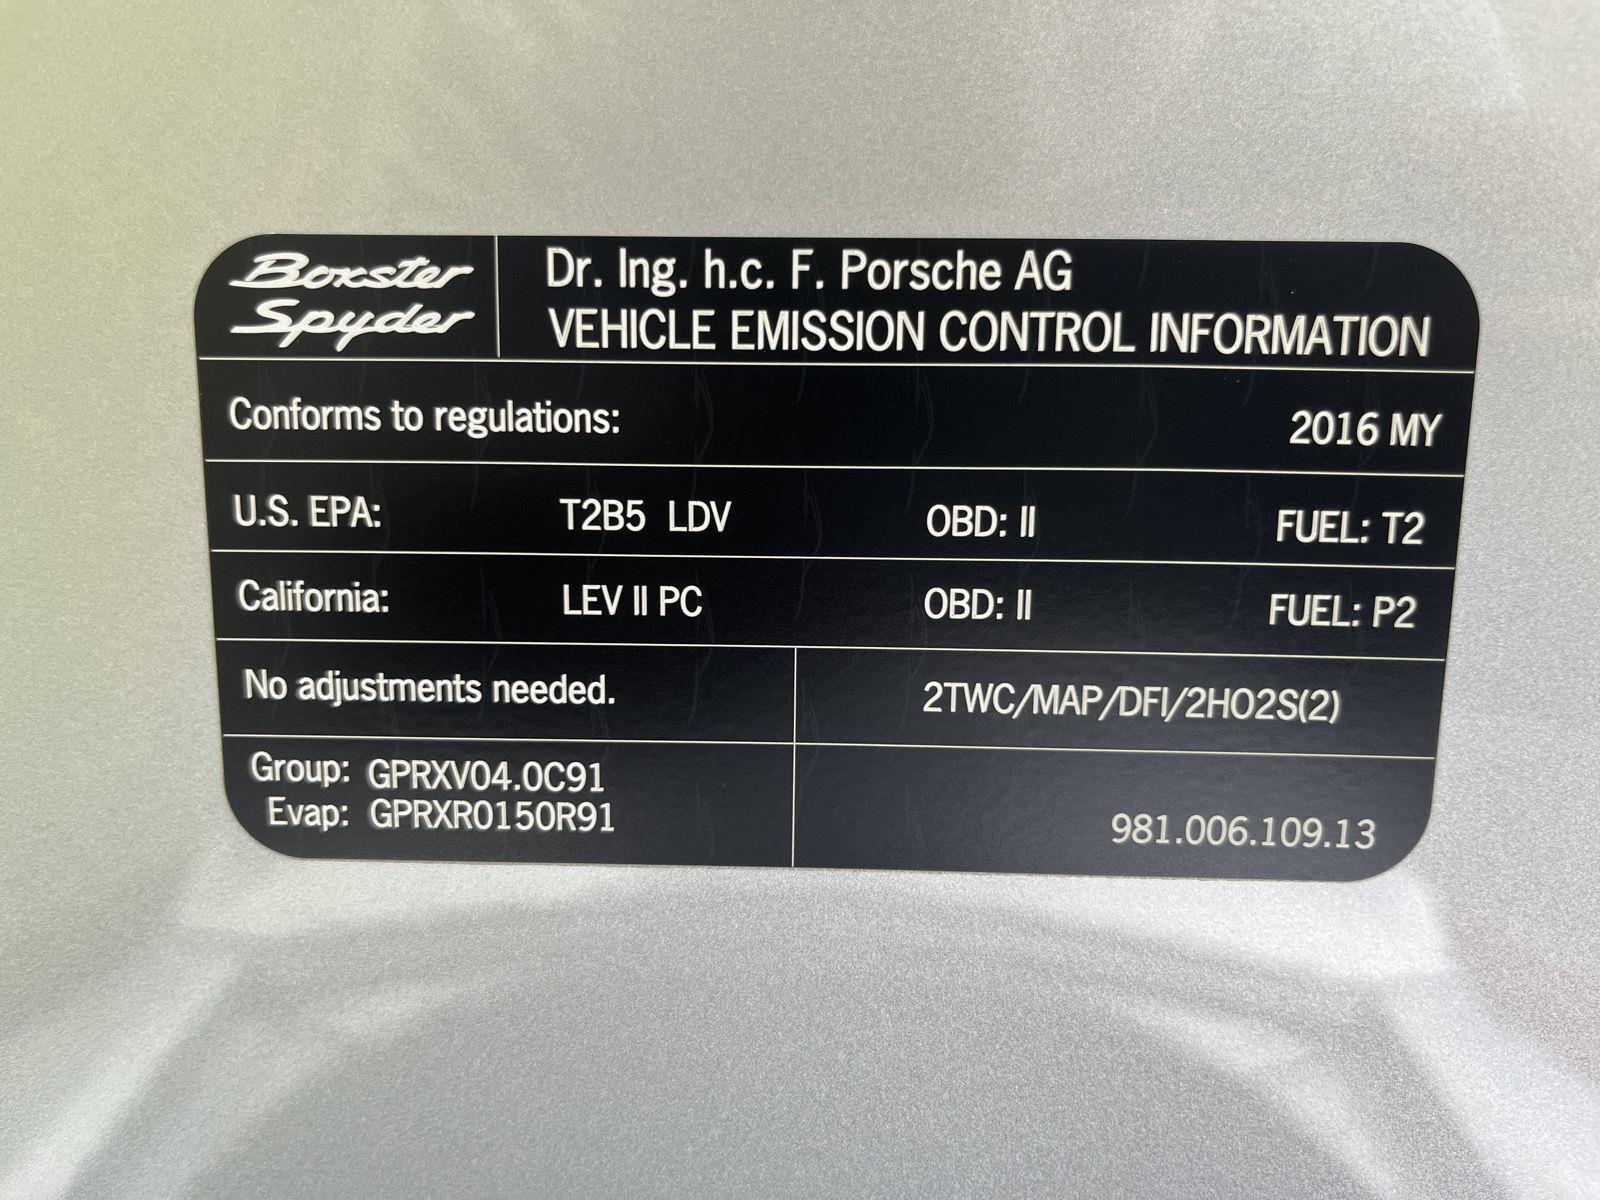 Boxster
Spyder
Dr. Ing. h.c. F. Porsche AG
VEHICLE EMISSION CONTROL INFORMATION
Conforms to regulations: 2016 MY
U.S. EPA: T2B5 LDV OBD: II FUEL: T2
California: LEV II PC OBD: II FUEL: P2
No adjustments needed. 2TWC/MAP/DFI/2HO2S(2)
Group: GPRXV04.0C91
Evap: GPRXR0150R91
981.006.109.13